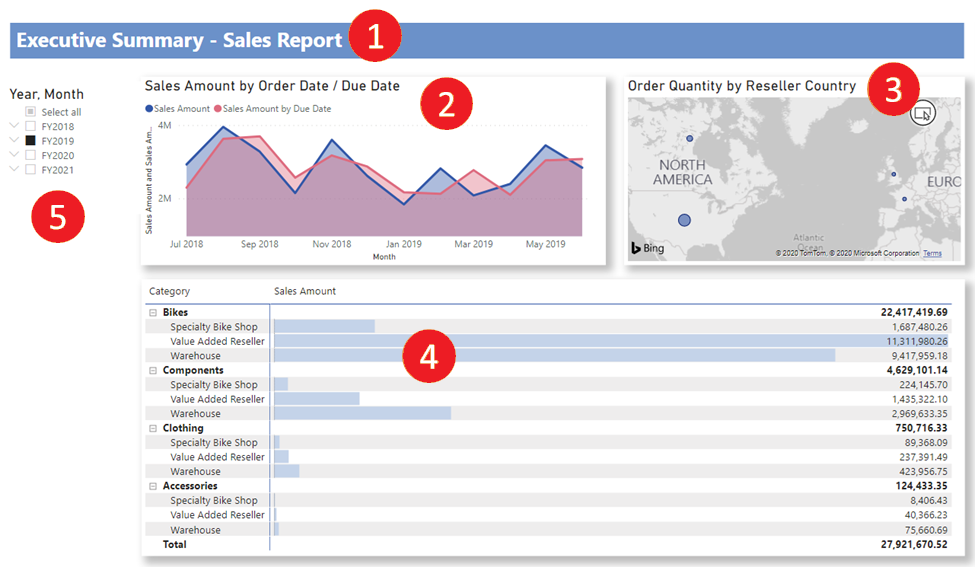 Executive Summary - Sales Report
1
Year, Month
Select all
FY2018
FY2019
FY2020
FY2021
5
Sales Amount by Order Date / Due Date
2
Sales Amount Sales Amount by Due Date
Sales Amount and Sales Am...
4M
2M
Jul 2018 Sep 2018 Nov 2018 Jan 2019 Mar 2019 May 2019
Month
Order Quantity by Reseller Country
3
NORTH
AMERICA
EURO
Atlantic
Ocean
Bing
© 2020 TomTom, © 2020 Microsoft Corporation Terms
Category Sales Amount
Bikes 22,417,419.69
Specialty Bike Shop 1,687,480.26
Value Added Reseller 11,311,980.26
Warehouse 9,417,959.18
4
Components 4,629,101.14
Specialty Bike Shop 224,145.70
Value Added Reseller 1,435,322.10
Warehouse 2,969,633.35
Clothing 750,716.33
Specialty Bike Shop 89,368.09
Value Added Reseller 237,391.49
Warehouse 423,956.75
Accessories 124,433.35
Specialty Bike Shop 8,406.43
Value Added Reseller 40,366.23
Warehouse 75,660.69
Total 27,921,670.52